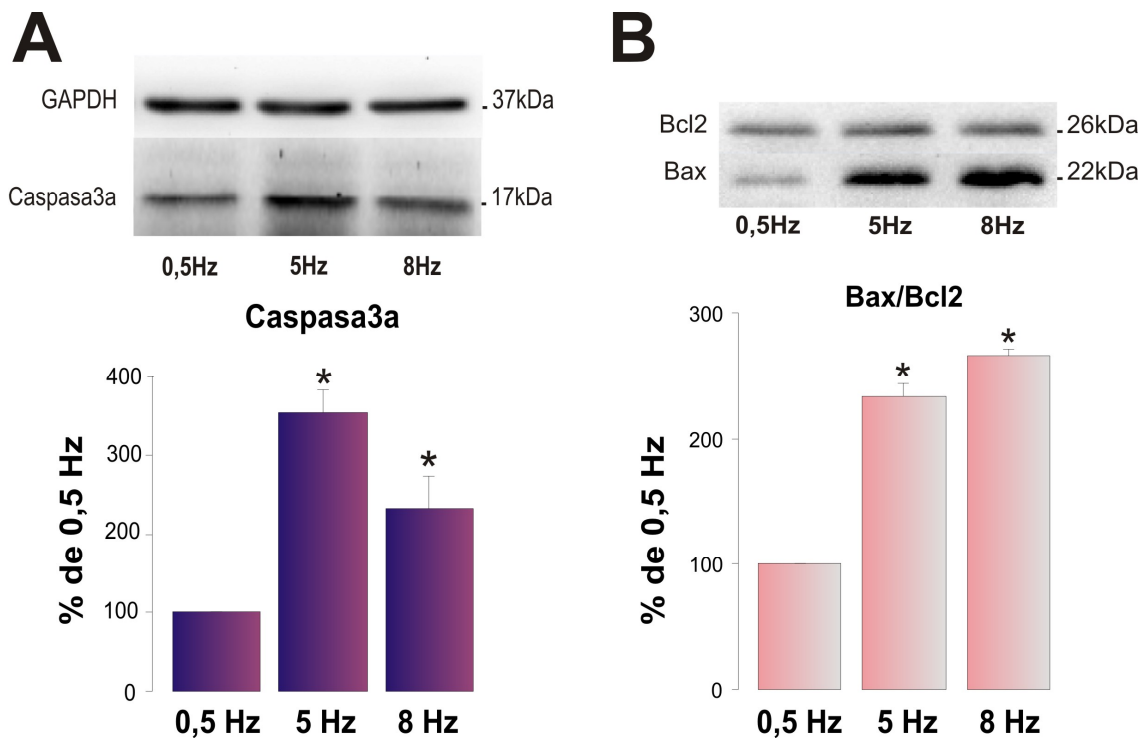 A
GAPDH
37kDa
Caspasa3a
17kDa
0,5Hz 5Hz 8Hz
Caspasa3a
% de 0,5 Hz
400
300
200
100
0
*
*
0,5 Hz 5 Hz 8 Hz
B
Bcl2
26kDa
Bax
22kDa
0,5Hz 5Hz 8Hz
Bax/Bcl2
% de 0,5 Hz
300
200
100
0
*
*
0,5 Hz 5 Hz 8 Hz